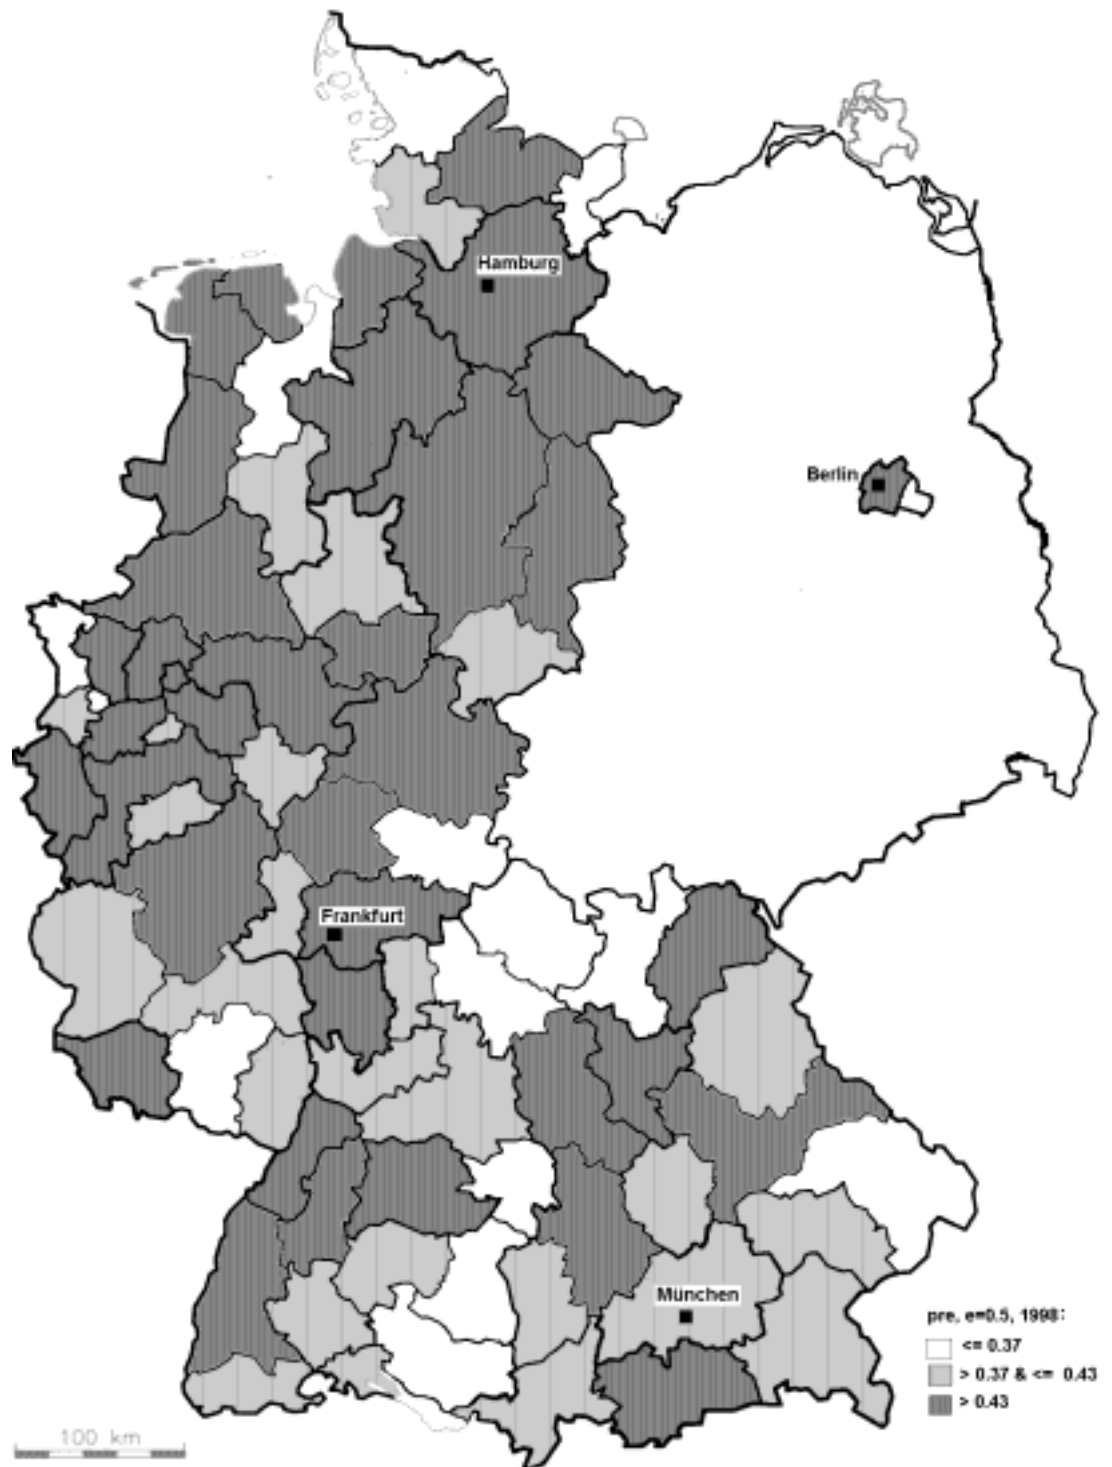 Hamburg
Berlin
Frankfurt
München
pre, e=0.5, 1998:
<= 0.37
> 0.37 & <= 0.43
> 0.43
100 km